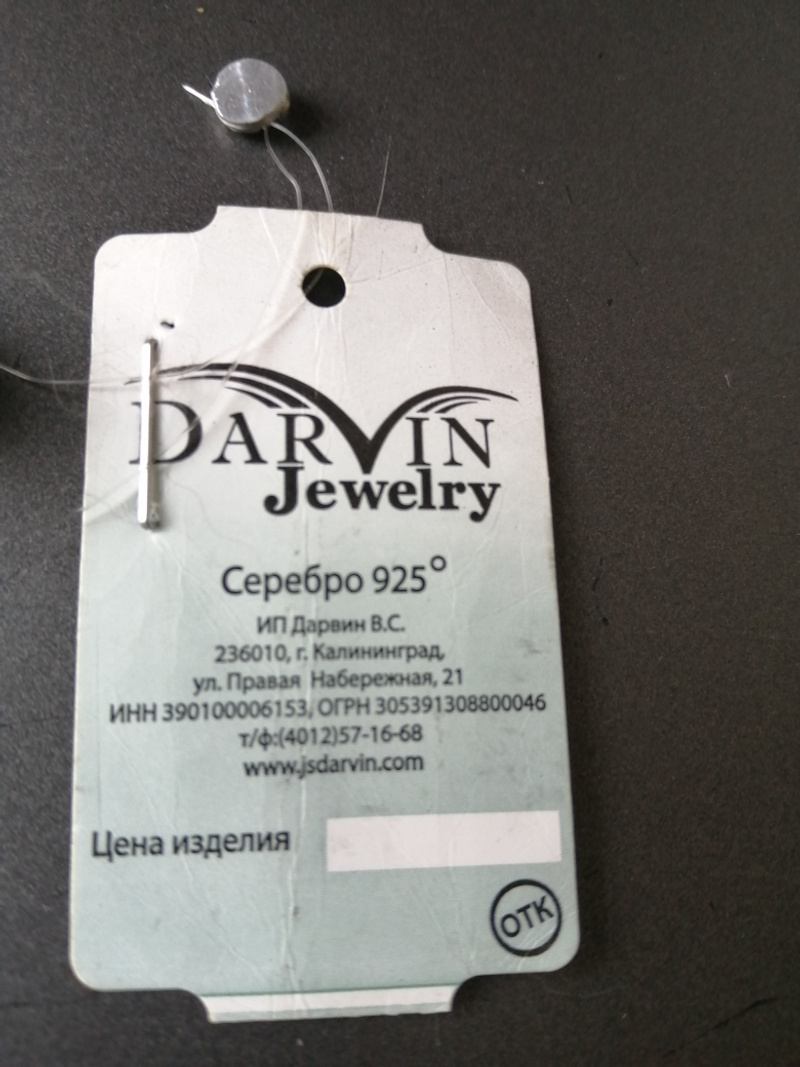 DARVIN
Jewelry
Серебро 925°
ИП Дарвин В.С.
236010, г. Калининград,
ул. Правая Набережная, 21
ИНН 390100006153, ОГРН 305391308800046
т/ф:(4012)57-16-68
www.jsdarvin.com
Цена изделия
ОТК